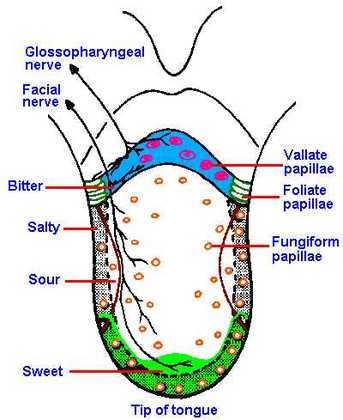 Glossopharyngeal
nerve
Facial
nerve
Bitter
Salty
Sour
Sweet
Vallate
papillae
Foliate
papillae
Fungiform
papillae
Tip of tongue